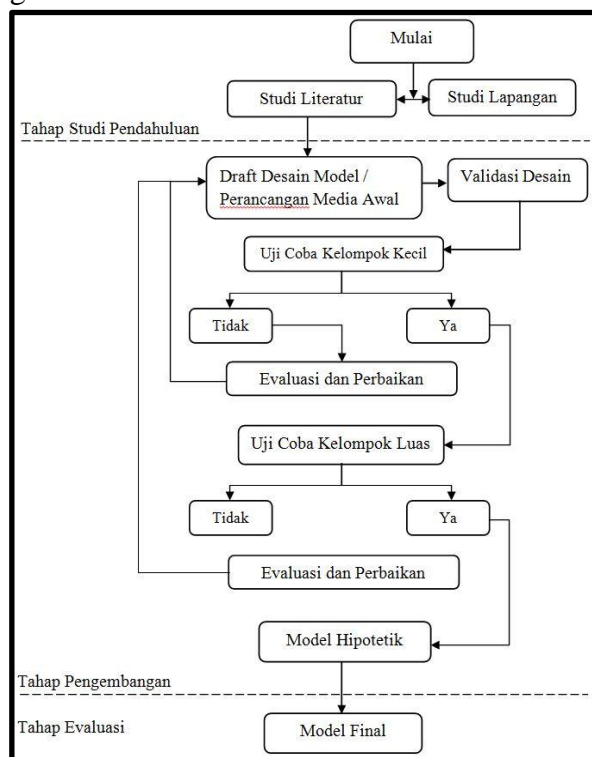 Mulai
Studi Literatur
Studi Lapangan
Tahap Studi Pendahuluan
Draft Desain Model /
Perancangan Media Awal
Validasi Desain
Uji Coba Kelompok Kecil
Tidak
Ya
Evaluasi dan Perbaikan
Uji Coba Kelompok Luas
Tidak
Ya
Evaluasi dan Perbaikan
Model Hipotetik
Tahap Pengembangan
Tahap Evaluasi
Model Final